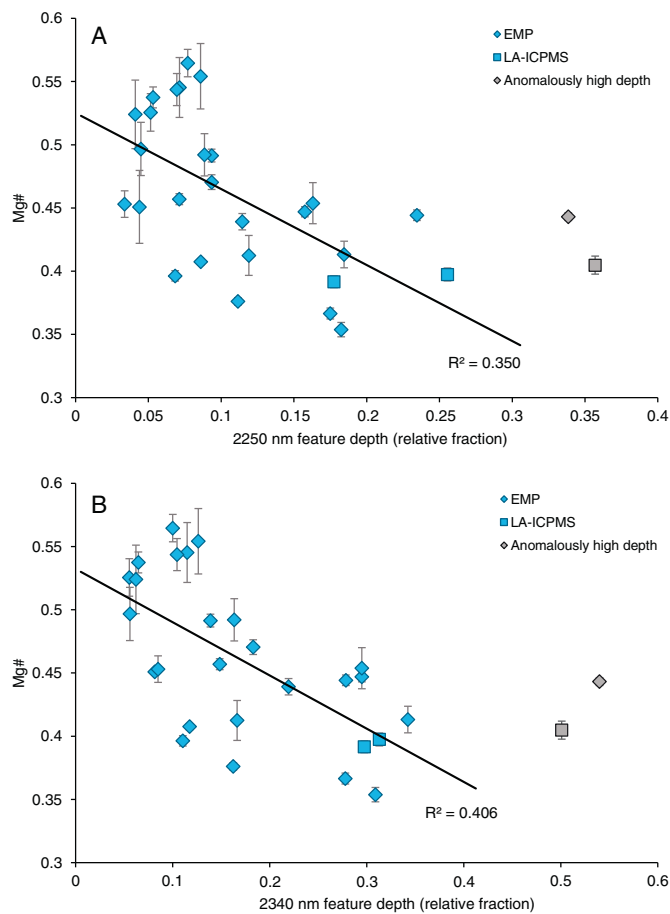 A
EMP
LA-ICPMS
Anomalously high depth
0.6
0.55
0.5
0.45
0.4
0.35
0.3
Mg#
R² = 0.350
0 0.05 0.1 0.15 0.2 0.25 0.3 0.35 0.4
2250 nm feature depth (relative fraction)
B
EMP
LA-ICPMS
Anomalously high depth
0.6
0.55
0.5
0.45
0.4
0.35
0.3
Mg#
R² = 0.406
0 0.1 0.2 0.3 0.4 0.5 0.6
2340 nm feature depth (relative fraction)